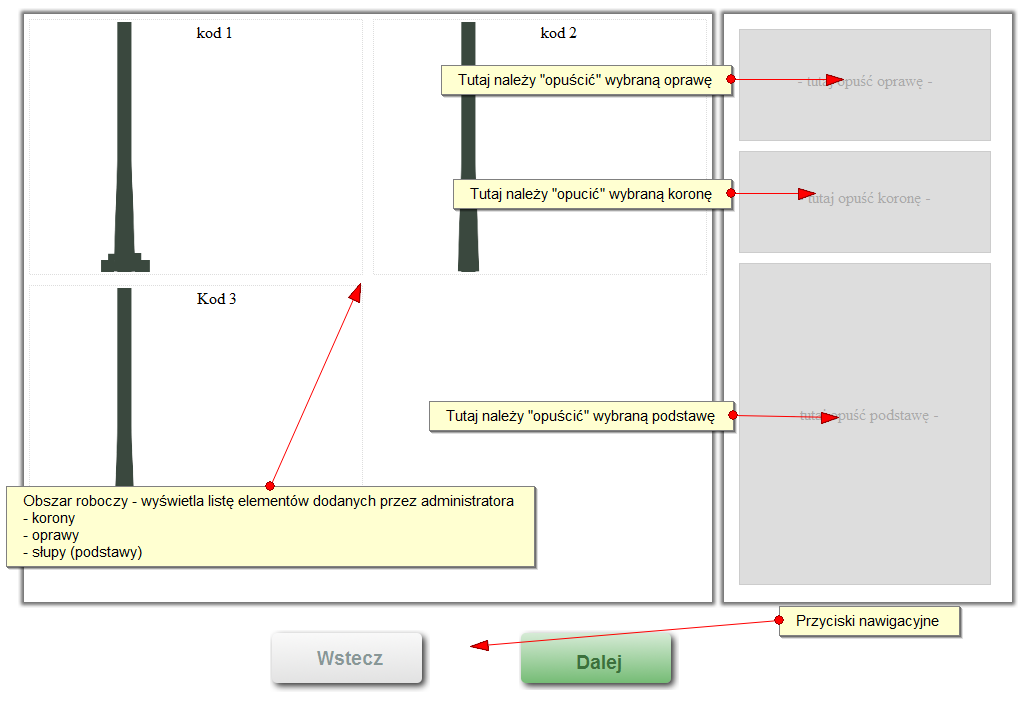 kod 1
kod 2
Tutaj należy "opuścić" wybraną oprawę
- tutaj opuść oprawę -
Tutaj należy "opucić" wybraną koronę
tutaj opuść koronę -
Kod 3
Tutaj należy "opuścić" wybraną podstawę
tutaj opuść podstawę -
Obszar roboczy - wyświetla listę elementów dodanych przez administratora
- korony
- oprawy
- słupy (podstawy)
Przyciski nawigacyjne
Wstecz
Dalej